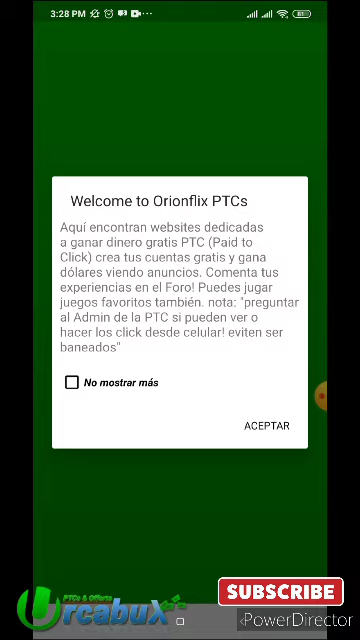 3:28 PM
81
Welcome to Orionflix PTCs
Aquí encontran websites dedicadas
a ganar dinero gratis PTC (Paid to
Click) crea tus cuentas gratis y gana
dólares viendo anuncios. Comenta tus
experiencias en el Foro! Puedes jugar
juegos favoritos también. nota: "preguntar
al Admin de la PTC si pueden ver o
hacer los click desde celular! eviten ser
baneados"
No mostrar más
ACEPTAR
PTCs & Offerts
Urcabux
SUBSCRIBE
PowerDirector